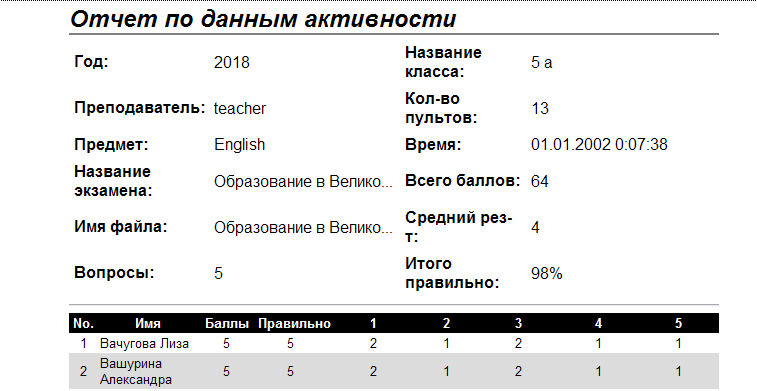 Отчет по данным активности
Год: 2018 Название класса: 5 а
Преподаватель: teacher Кол-во пультов: 13
Предмет: English Время: 01.01.2002 0:07:38
Название экзамена: Образование в Велико... Всего баллов: 64
Имя файла: Образование в Велико... Средний рез-т: 4
Вопросы: 5 Итого правильно: 98%
No. Имя Баллы Правильно 1 2 3 4 5
1 Вачугова Лиза 5 5 2 1 2 1 1
2 Вашурина Александра 5 5 2 1 2 1 1